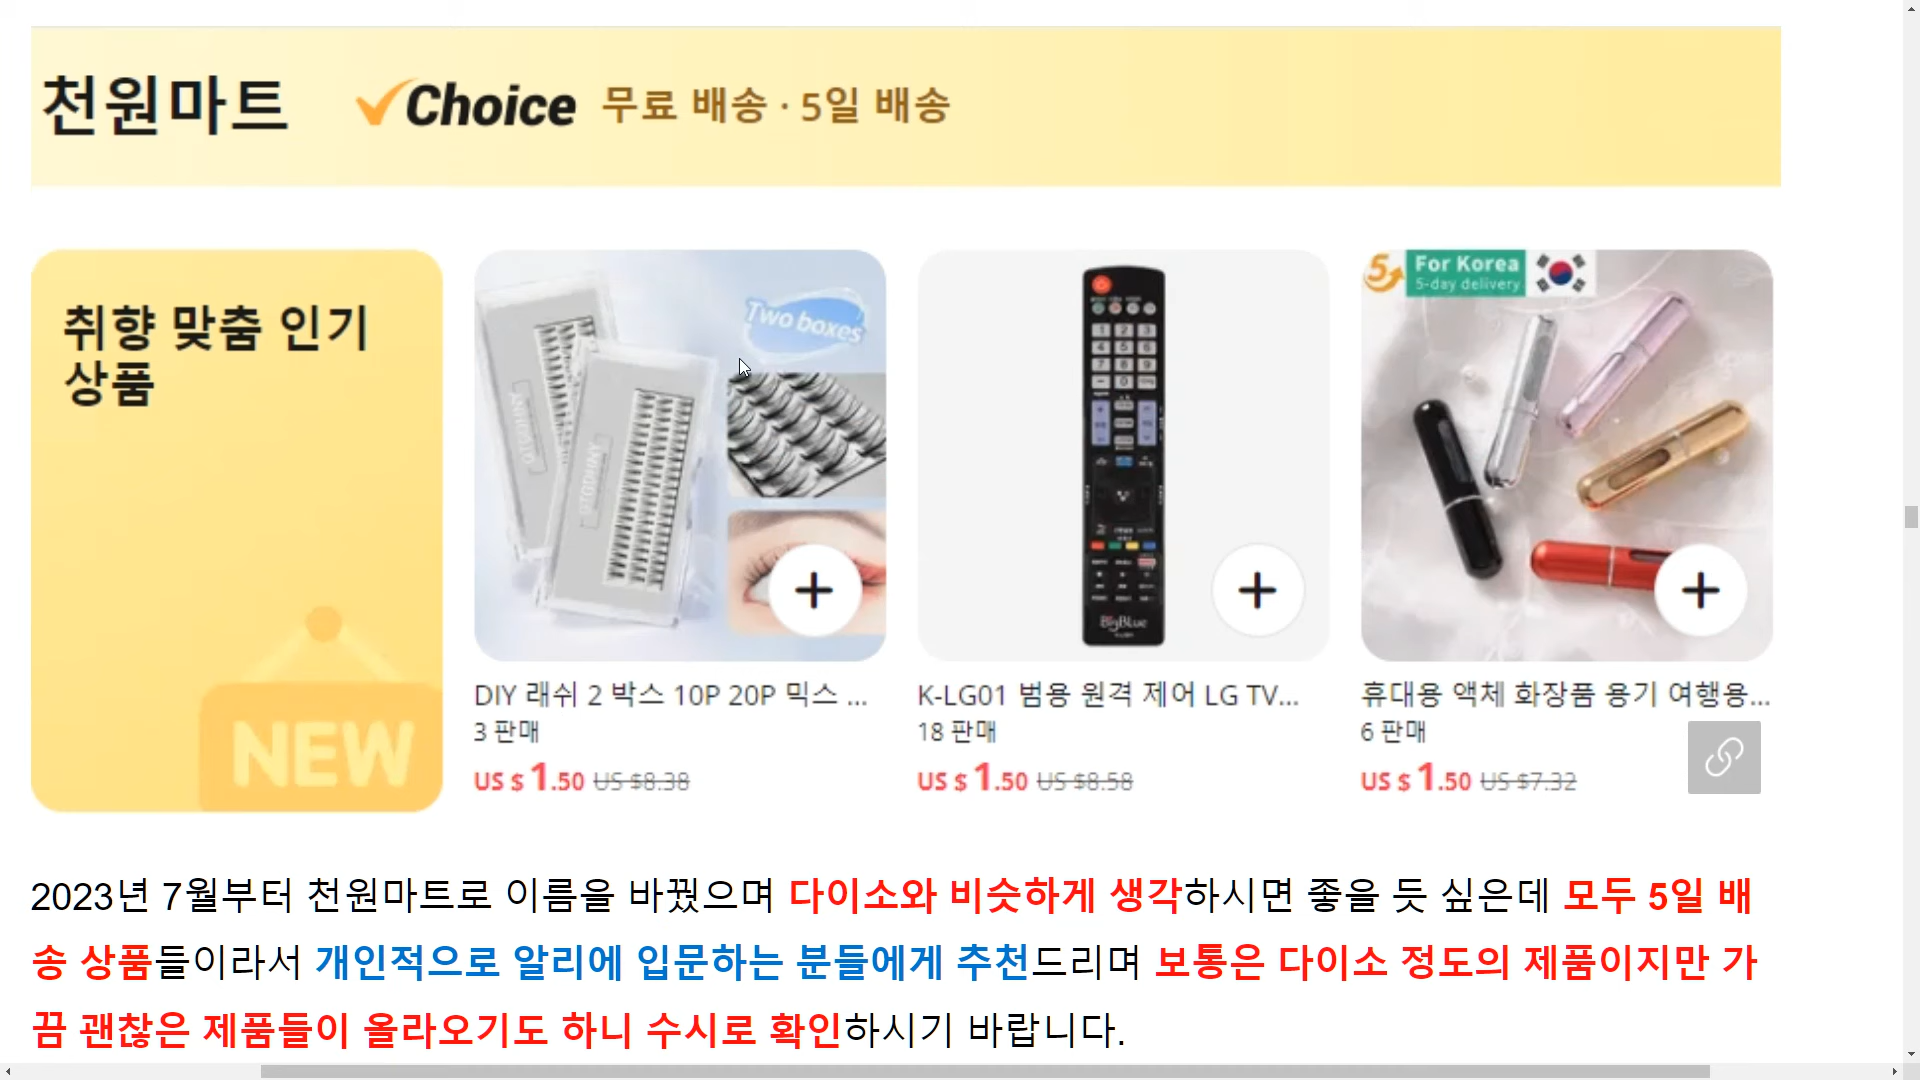 천원마트
Choice 무료 배송 · 5일 배송
취향 맞춤 인기
상품
NEW
Two boxes
BigBlue
5
For Korea
5-day delivery
DIY 래쉬 2 박스 10P 20P 믹스 ...
3 판매
US $ 1.50 US $8.38
K-LG01 범용 원격 제어 LG TV...
18 판매
US $ 1.50 US $8.58
휴대용 액체 화장품 용기 여행용...
6 판매
US $ 1.50 US $7.32
2023년 7월부터 천원마트로 이름을 바꿨으며 다이소와 비슷하게 생각하시면 좋을 듯 싶은데 모두 5일 배
송 상품들이라서 개인적으로 알리에 입문하는 분들에게 추천드리며 보통은 다이소 정도의 제품이지만 가
끔 괜찮은 제품들이 올라오기도 하니 수시로 확인하시기 바랍니다.